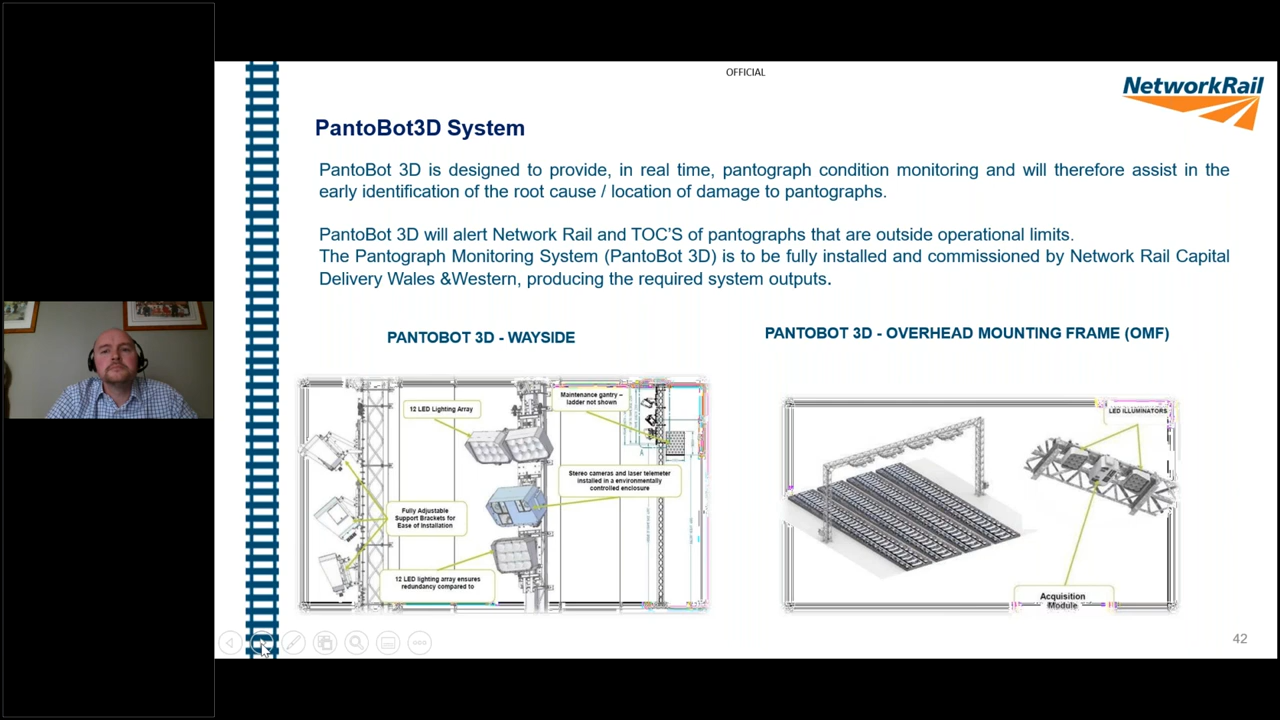 OFFICIAL
NetworkRail
PantoBot3D System
PantoBot 3D is designed to provide, in real time, pantograph condition monitoring and will therefore assist in the
early identification of the root cause / location of damage to pantographs.
PantoBot 3D will alert Network Rail and TOC'S of pantographs that are outside operational limits.
The Pantograph Monitoring System (PantoBot 3D) is to be fully installed and commissioned by Network Rail Capital
Delivery Wales &Western, producing the required system outputs.
PANTOBOT 3D - WAYSIDE
PANTOBOT 3D - OVERHEAD MOUNTING FRAME (OMF)
12 LED Lighting Array
Maintenance gantry –
ladder not shown
Stereo cameras and laser telemeter
installed in a environmentally
controlled enclosure
Fully Adjustable
Support Brackets for
Ease of Installation
12 LED lighting array ensures
redundancy compared to
LED ILLUMINATORS
Acquisition
Module
42